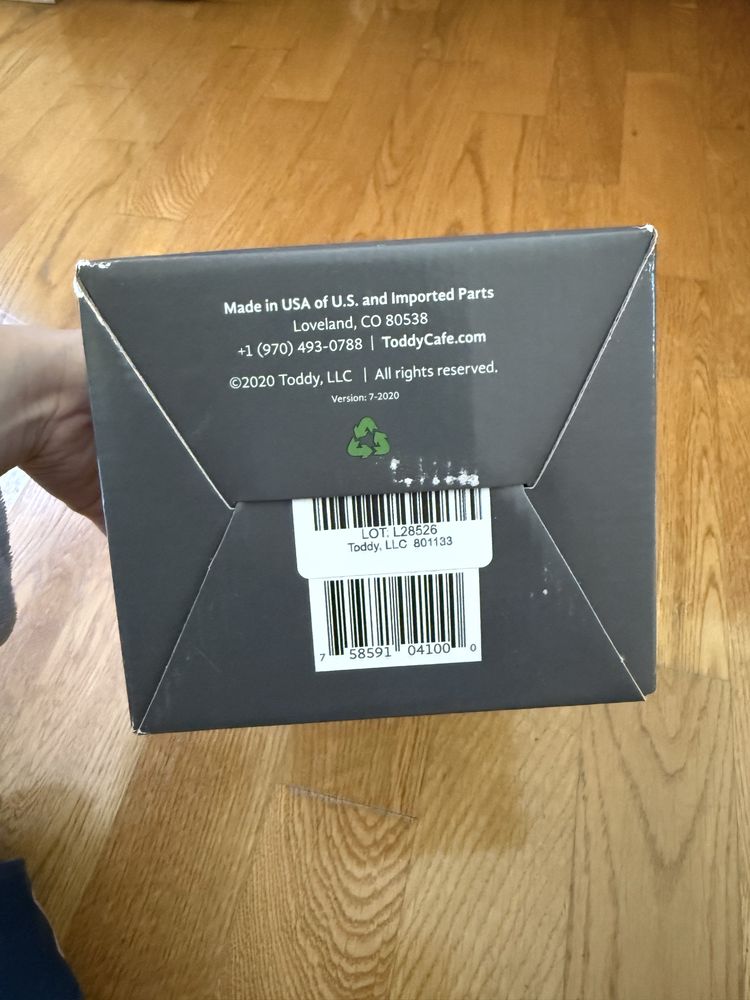 Made in USA of U.S. and Imported Parts
Loveland, CO 80538
+1 (970) 493-0788 | ToddyCafe.com
©2020 Toddy, LLC | All rights reserved.
Version: 7-2020
LOT. L28526
Toddy, LLC 801133
7 58591 04100 0